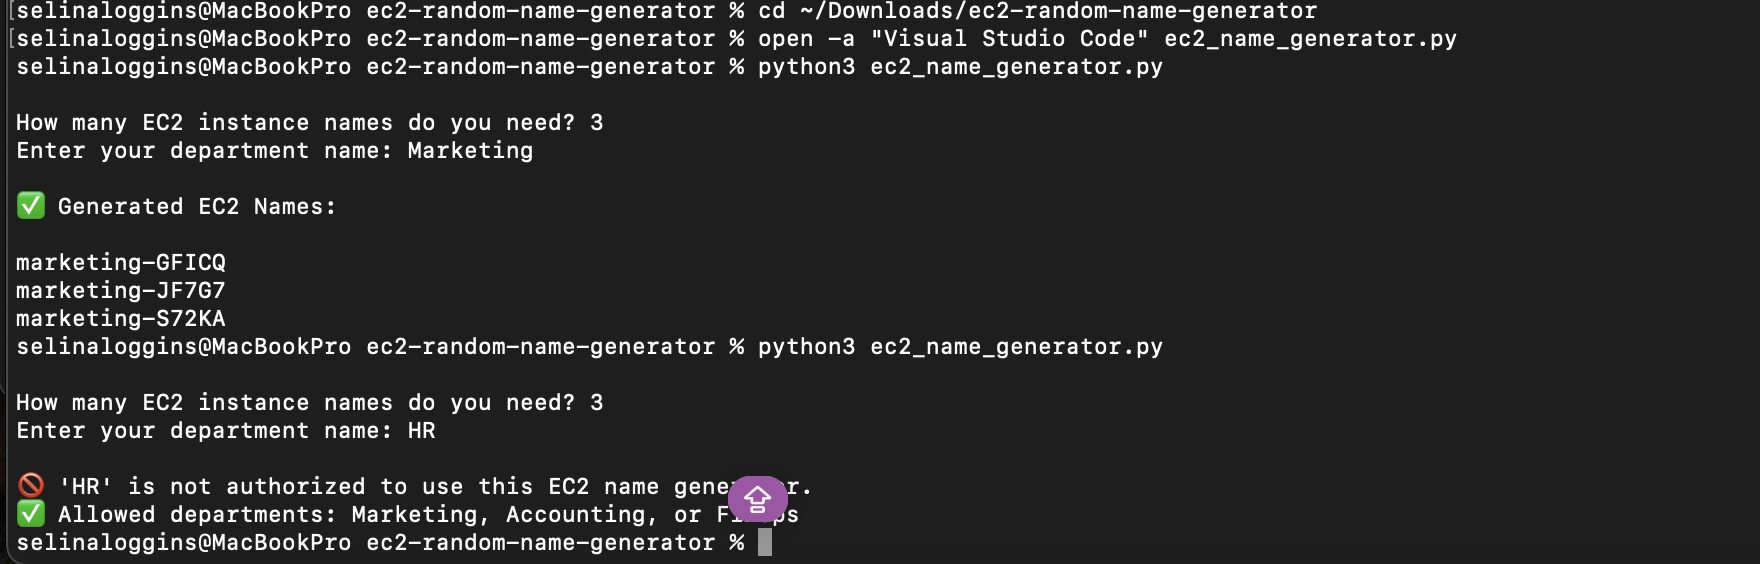 [selinaloggins@MacBookPro ec2-random-name-generator % cd ~/Downloads/ec2-random-name-generator
[selinaloggins@MacBookPro ec2-random-name-generator % open -a "Visual Studio Code" ec2_name_generator.py
selinaloggins@MacBookPro ec2-random-name-generator % python3 ec2_name_generator.py
How many EC2 instance names do you need? 3
Enter your department name: Marketing
✅ Generated EC2 Names:
marketing-GFICQ
marketing-JF7G7
marketing-S72KA
selinaloggins@MacBookPro ec2-random-name-generator % python3 ec2_name_generator.py
How many EC2 instance names do you need? 3
Enter your department name: HR
🚫 'HR' is not authorized to use this EC2 name
✅ Allowed departments: Marketing, Accounting, or
selinaloggins@MacBookPro ec2-random-name-generator %